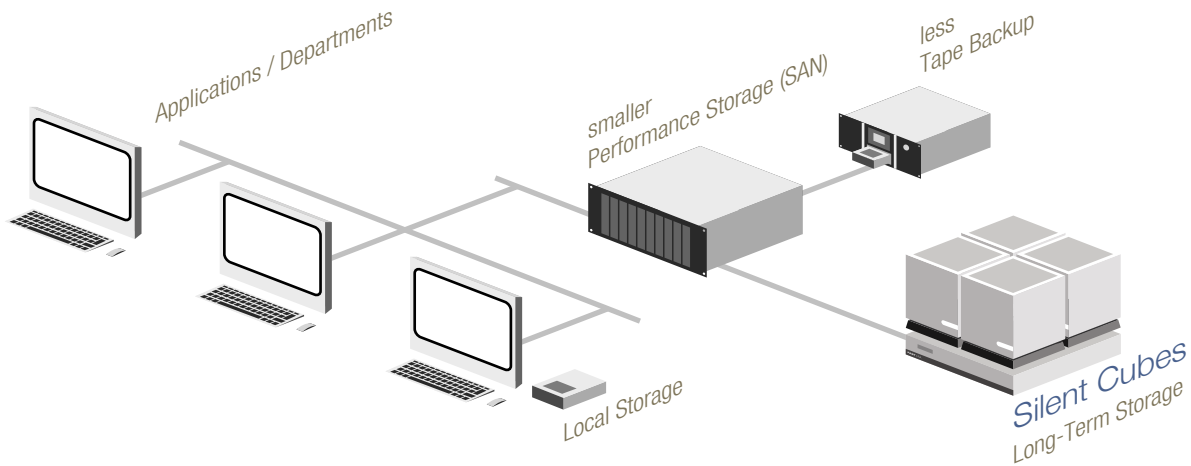 Applications / Departments
smaller
Performance Storage (SAN)
less
Tape Backup
Local Storage
Silent Cubes
Long-Term Storage